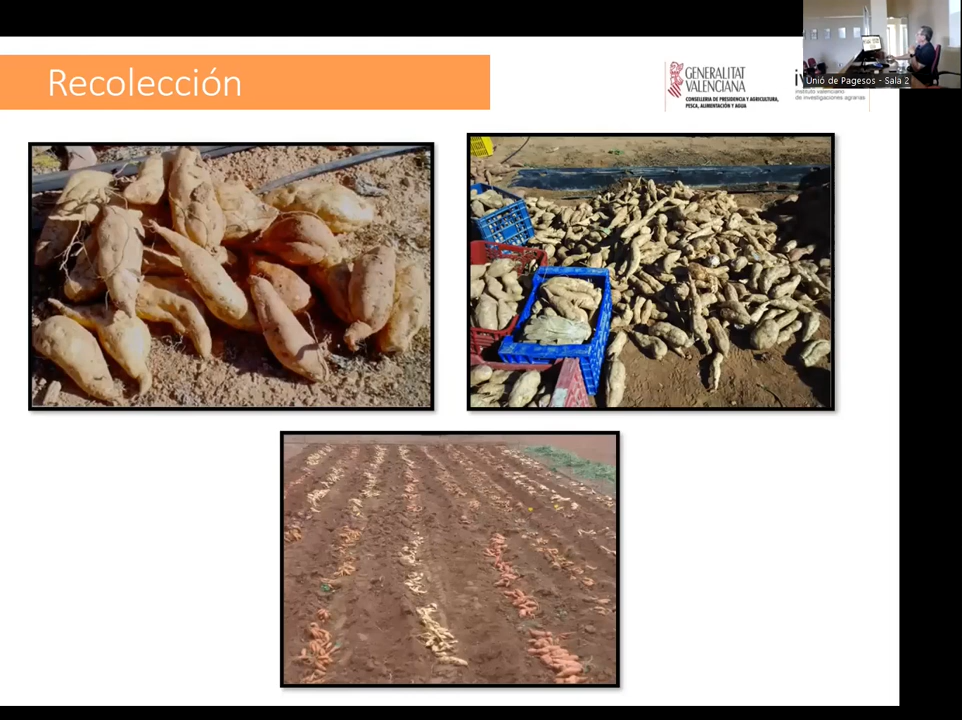 Recolección
GENERALITAT
VALENCIANA
CONSELLERIA DE PRESIDENCIA Y AGRICULTURA,
PESCA, ALIMENTACIÓN Y AGUA
instituto valenciano
de investigaciones agrarias
Unió de Pagesos - Sala 2